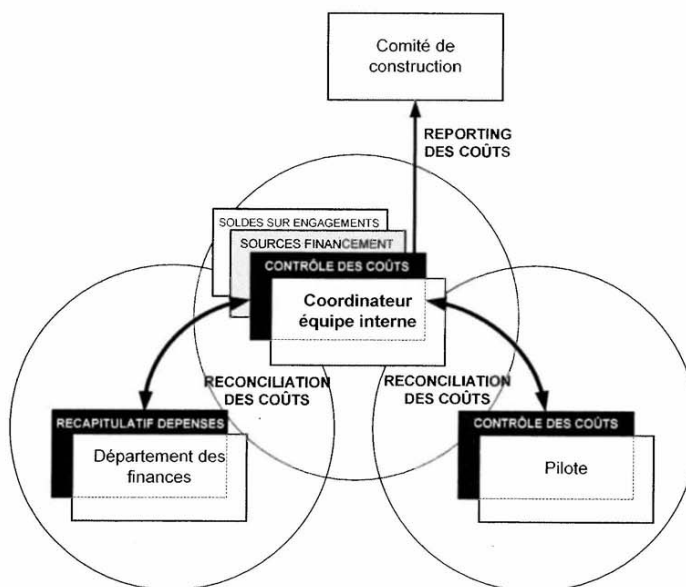 Comité de
construction
REPORTING
DES COÛTS
SOLDES SUR ENGAGEMENTS
SOURCES FINANCEMENT
CONTRÔLE DES COÛTS
Coordinateur
équipe interne
RECONCILIATION
DES COÛTS
RECONCILIATION
DES COÛTS
RECAPITULATIF DEPENSES
Département des
finances
CONTRÔLE DES COÛTS
Pilote